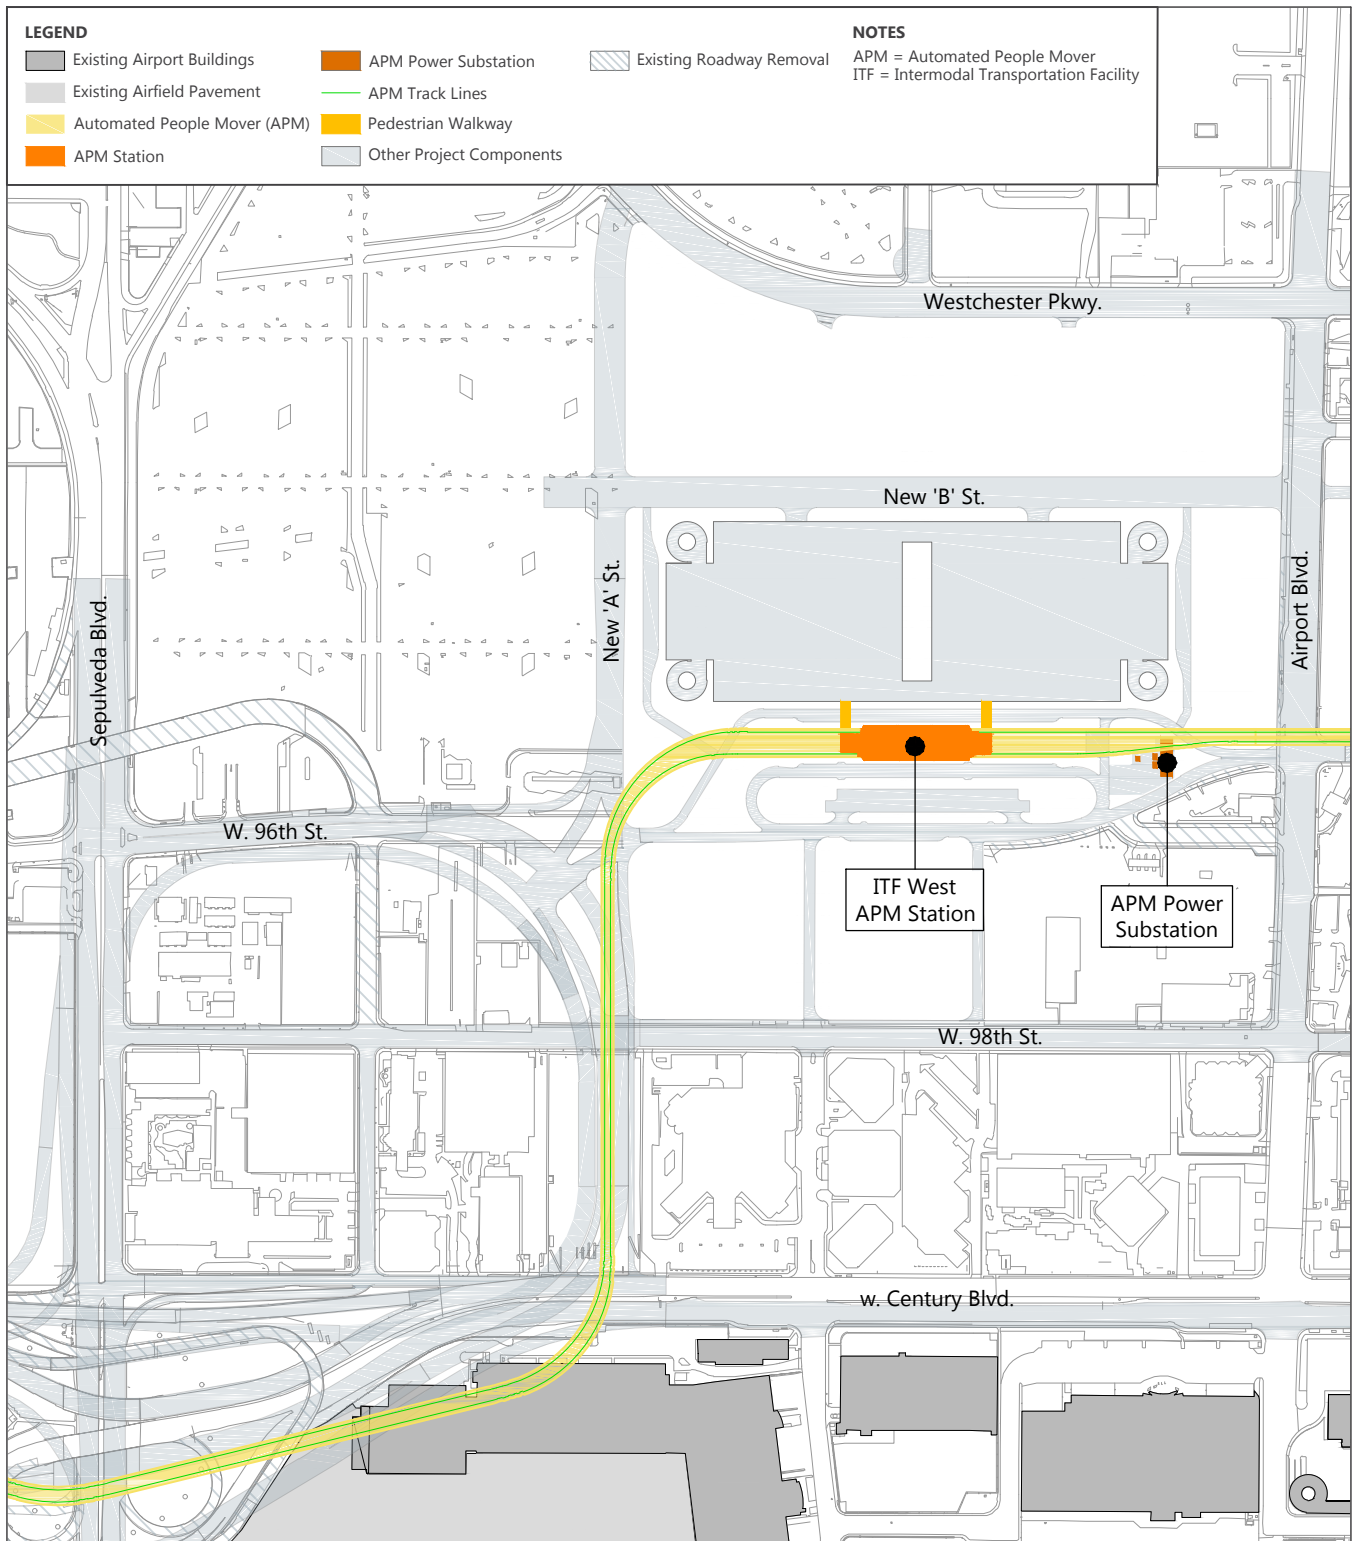 LEGEND
Existing Airport Buildings
Existing Airfield Pavement
Automated People Mover (APM)
APM Station
APM Power Substation
APM Track Lines
Pedestrian Walkway
Other Project Components
Existing Roadway Removal
NOTES
APM = Automated People Mover
ITF = Intermodal Transportation Facility
Westchester Pkwy.
New 'B' St.
New 'A' St.
Airport Blvd.
Sepulveda Blvd.
W. 96th St.
ITF West
APM Station
APM Power
Substation
W. 98th St.
w. Century Blvd.